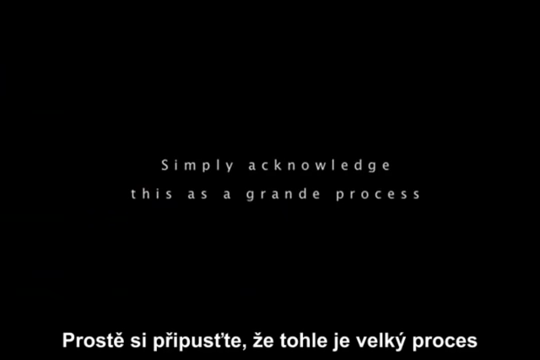 Simply acknowledge
this as a grande process
Prostě si připusťte, že tohle je velký proces